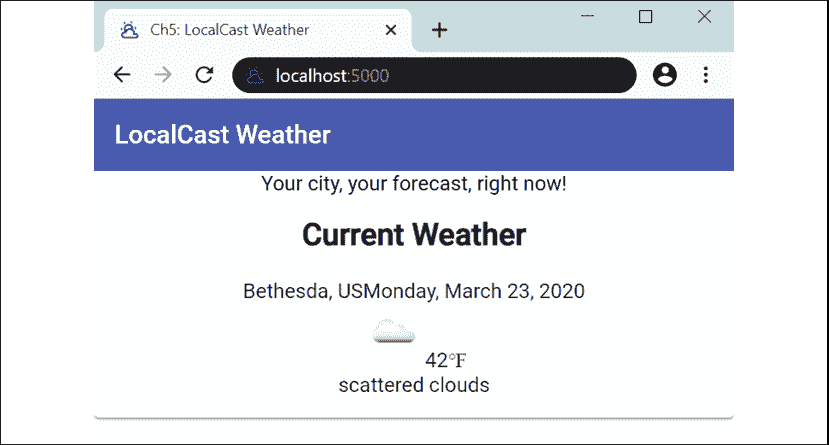 Ch5: LocalCast Weather
localhost:5000
LocalCast Weather
Your city, your forecast, right now!
Current Weather
Bethesda, USMonday, March 23, 2020
42°F
scattered clouds